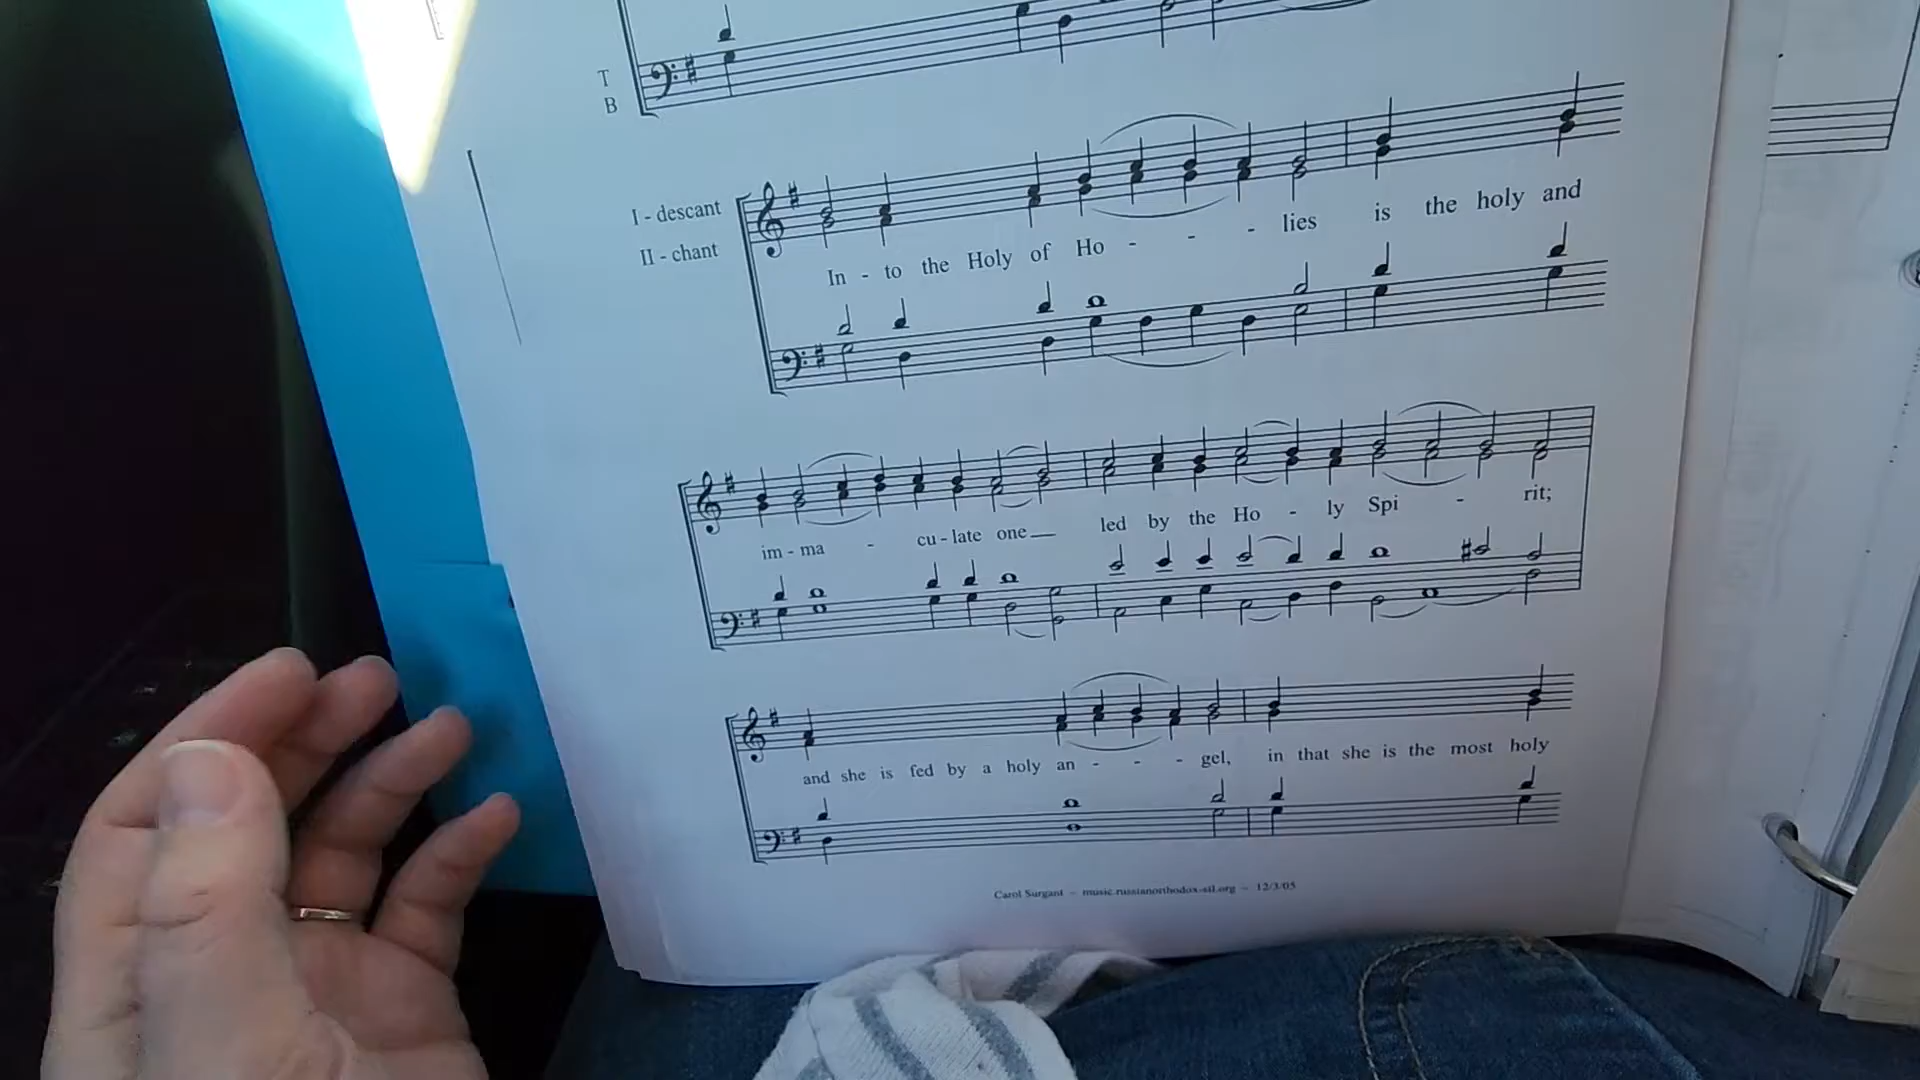 T
B
I - descant
II - chant
In - to the Holy of Ho - - - lies is the holy and
im - ma - cu - late one led by the Ho - ly Spi - rit;
and she is fed by a holy an - - - gel, in that she is the most holy
Carol Surgant ~ music.russianorthodox-stl.org ~ 12/3/05